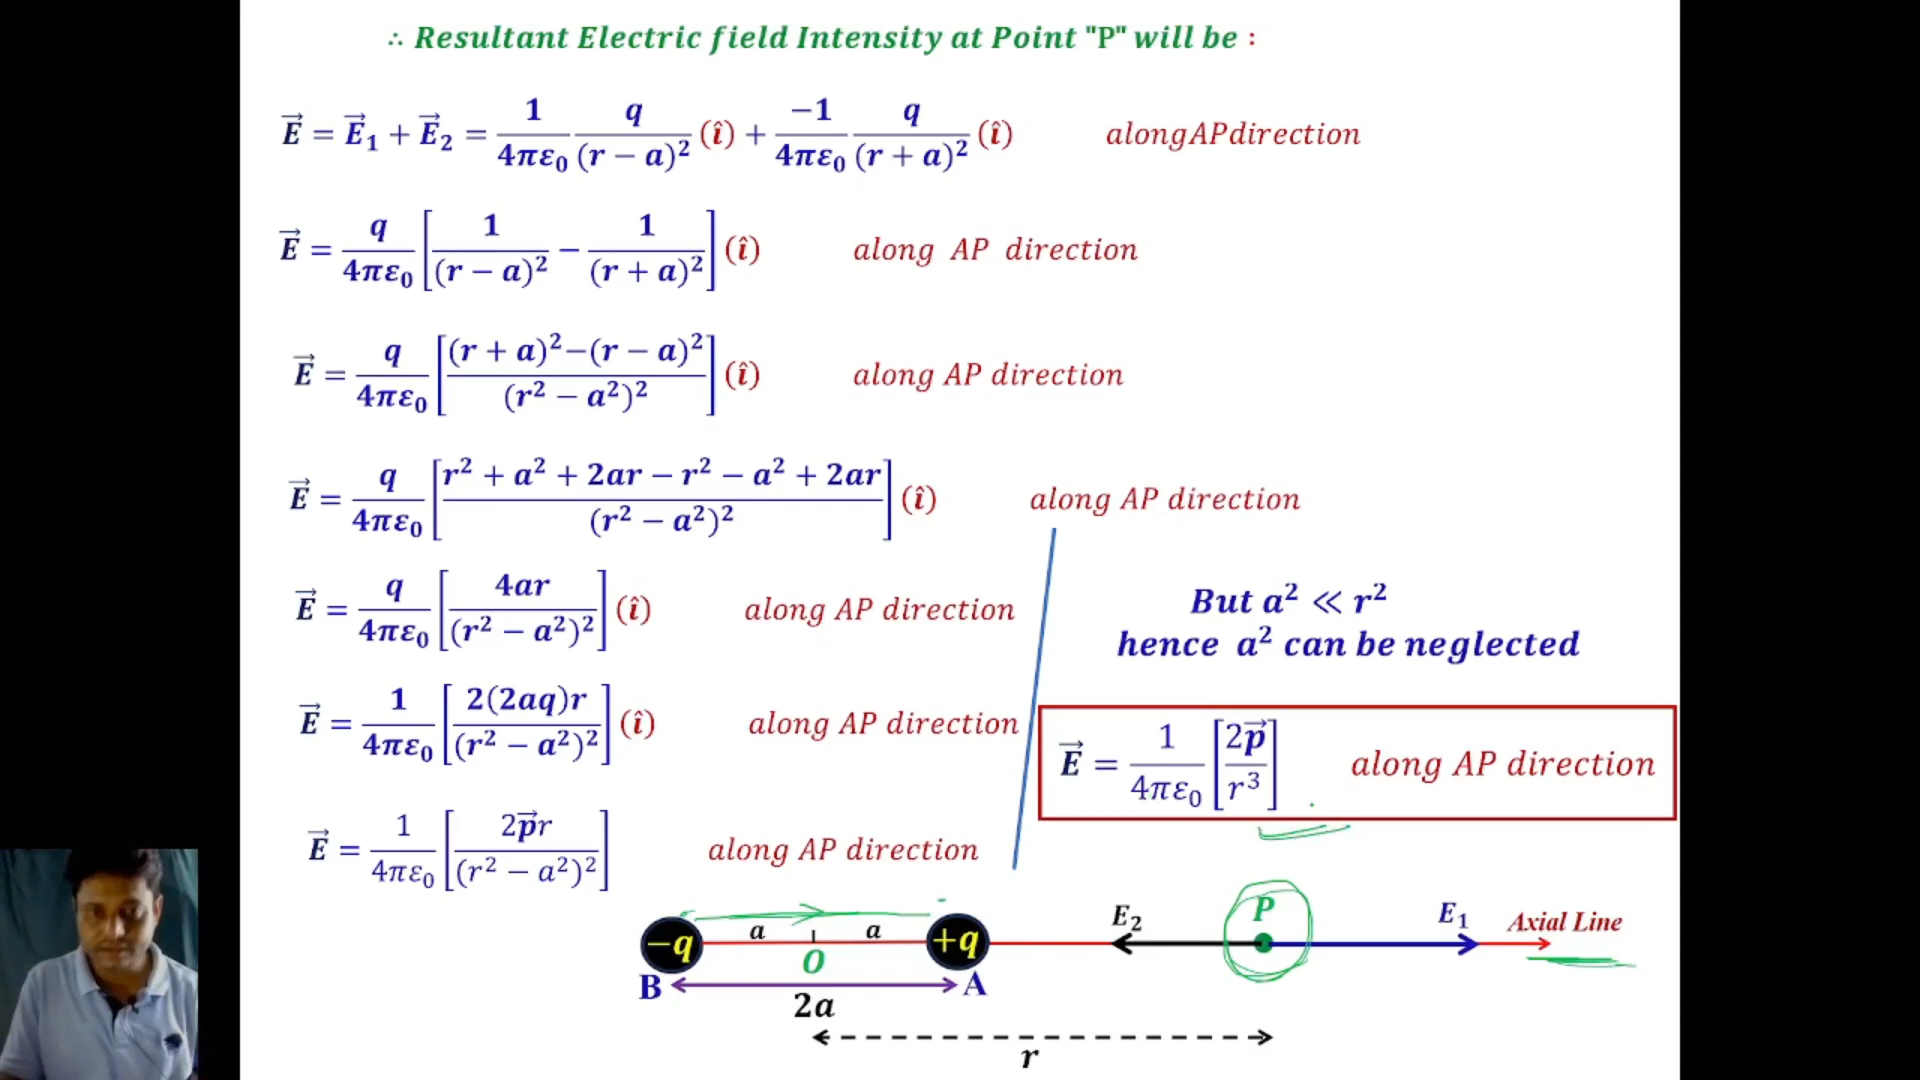 ∴ Resultant Electric field Intensity at Point "P" will be :
E⃗ = E⃗₁ + E⃗₂ = 1/4πε₀ q/(r − a)² (î) + −1/4πε₀ q/(r + a)² (î) alongAPdirection
E⃗ = q/4πε₀ [1/(r − a)² − 1/(r + a)²] (î) along AP direction
E⃗ = q/4πε₀ [(r + a)²−(r − a)²/(r² − a²)²] (î) along AP direction
E⃗ = q/4πε₀ [r² + a² + 2ar − r² − a² + 2ar/(r² − a²)²] (î) along AP direction
E⃗ = q/4πε₀ [4ar/(r² − a²)²] (î) along AP direction
E⃗ = 1/4πε₀ [2(2aq)r/(r² − a²)²] (î) along AP direction
E⃗ = 1/4πε₀ [2p⃗r/(r² − a²)²] along AP direction
But a² ≪ r²
hence a² can be neglected
E⃗ = 1/4πε₀ [2p⃗/r³] along AP direction
−q a a +q E₂ P E₁ Axial Line
O
B A
2a
r